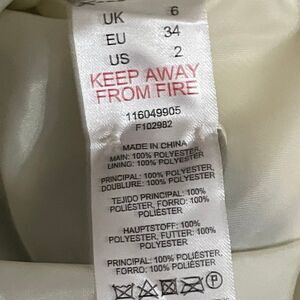 UK 6
EU 34
US 2
KEEP AWAY
FROM FIRE
116049905
F102982
MADE IN CHINA
MAIN: 100% POLYESTER,
LINING: 100% POLYESTER
PRINCIPAL: 100% POLYESTER,
DOUBLURE: 100% POLYESTER
TEJIDO PRINCIPAL: 100%
POLIÉSTER, FORRO: 100%
POLIÉSTER
HAUPTSTOFF: 100%
POLYESTER, FUTTER: 100%
POLYESTER
PRINCIPAL: 100% POLIÉSTER,
FORRO: 100% POLIÉSTER
P